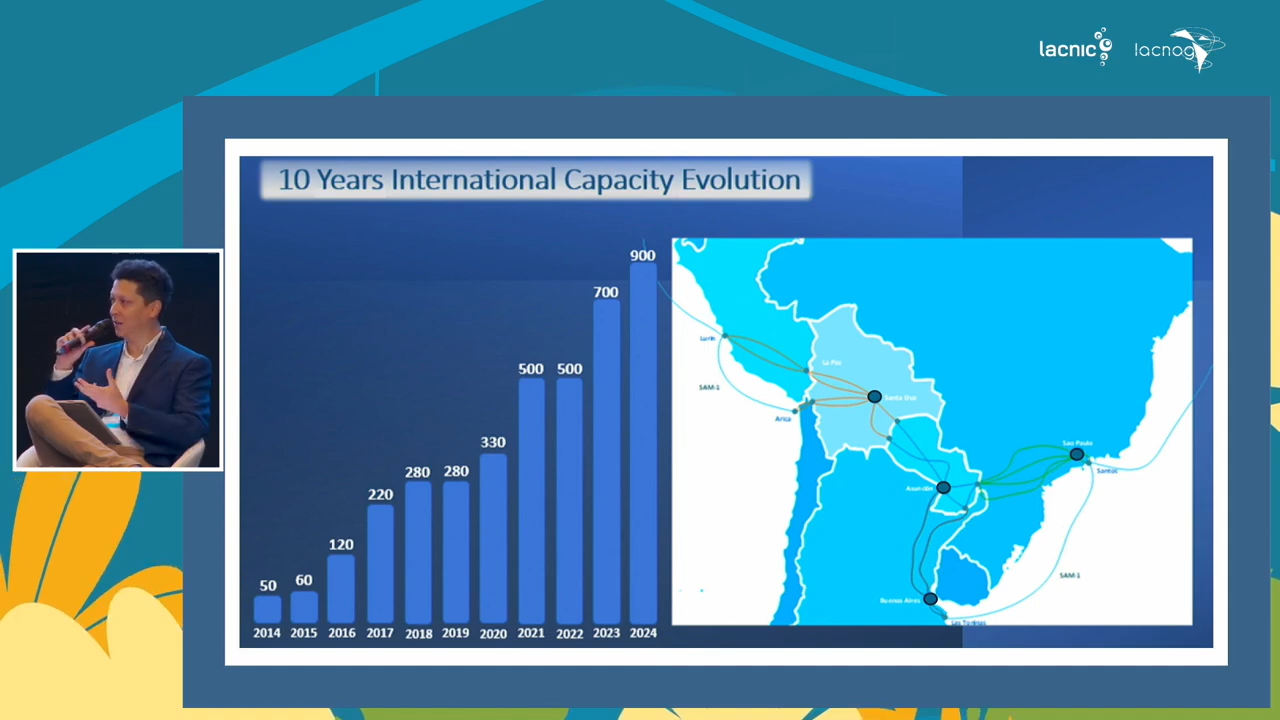 lacnic
lacnog
10 Years International Capacity Evolution
900
700
500
500
330
280
280
220
120
60
50
2014
2015
2016
2017
2018
2019
2020
2021
2022
2023
2024
Lurín
La Paz
SAM-1
Santa Cruz
Arica
Sao Paulo
Santos
Asunción
SAM-1
Buenos Aires
Las Toninas